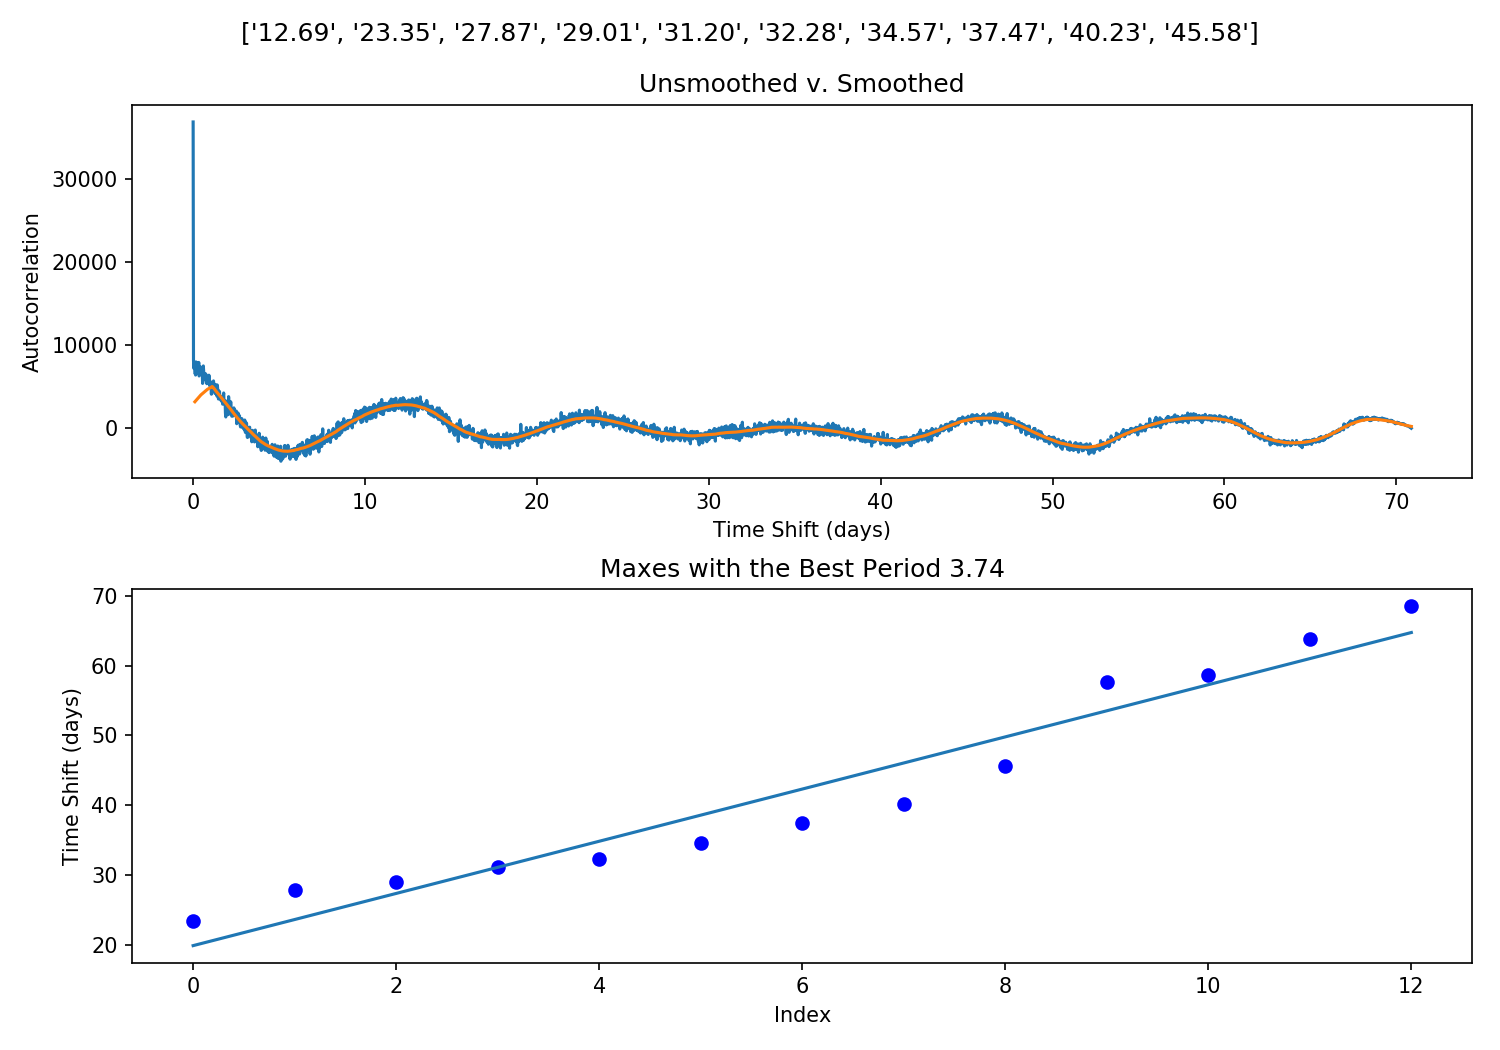 ['12.69', '23.35', '27.87', '29.01', '31.20', '32.28', '34.57', '37.47', '40.23', '45.58']
Unsmoothed v. Smoothed
Autocorrelation
30000
20000
10000
0
0 10 20 30 40 50 60 70
Time Shift (days)
Maxes with the Best Period 3.74
Time Shift (days)
70
60
50
40
30
20
0 2 4 6 8 10 12
Index